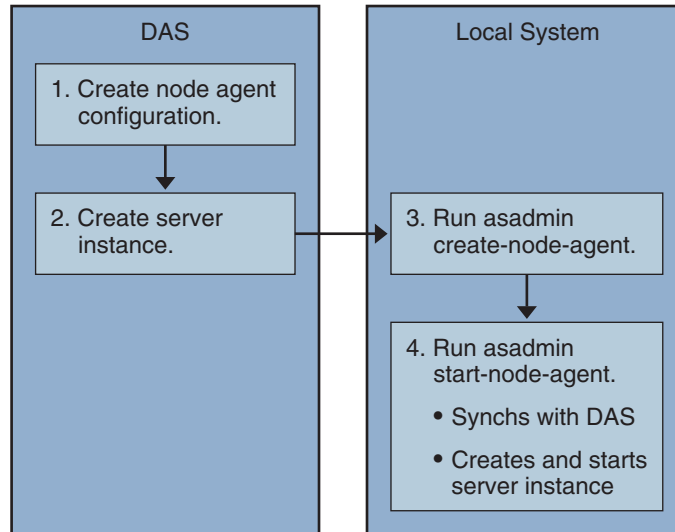 DAS
1. Create node agent
configuration.
2. Create server
instance.
Local System
3. Run asadmin
create-node-agent.
4. Run asadmin
start-node-agent.
• Synchs with DAS
• Creates and starts
server instance